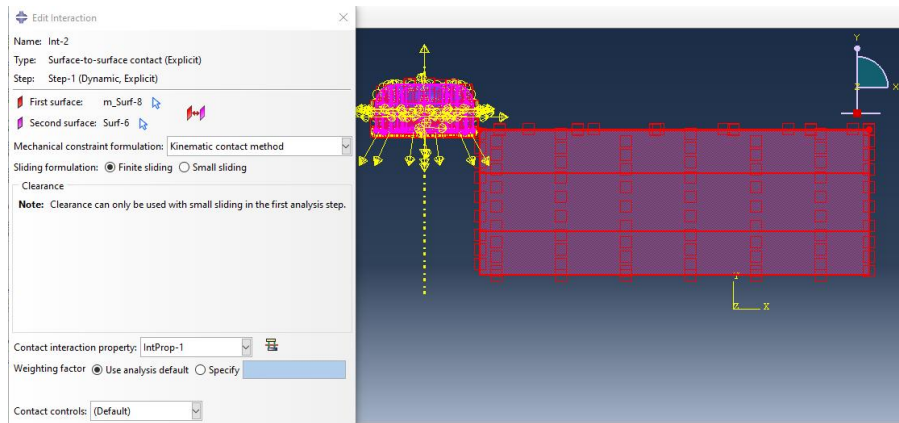 Edit Interaction
Name: Int-2
Type: Surface-to-surface contact (Explicit)
Step: Step-1 (Dynamic, Explicit)
First surface: m_Surf-8
Second surface: Surf-6
Mechanical constraint formulation: Kinematic contact method
Sliding formulation: Finite sliding Small sliding
Clearance
Note: Clearance can only be used with small sliding in the first analysis step.
Contact interaction property: IntProp-1
Weighting factor Use analysis default Specify
Contact controls: (Default)
Y
X
Z
Y
Z X